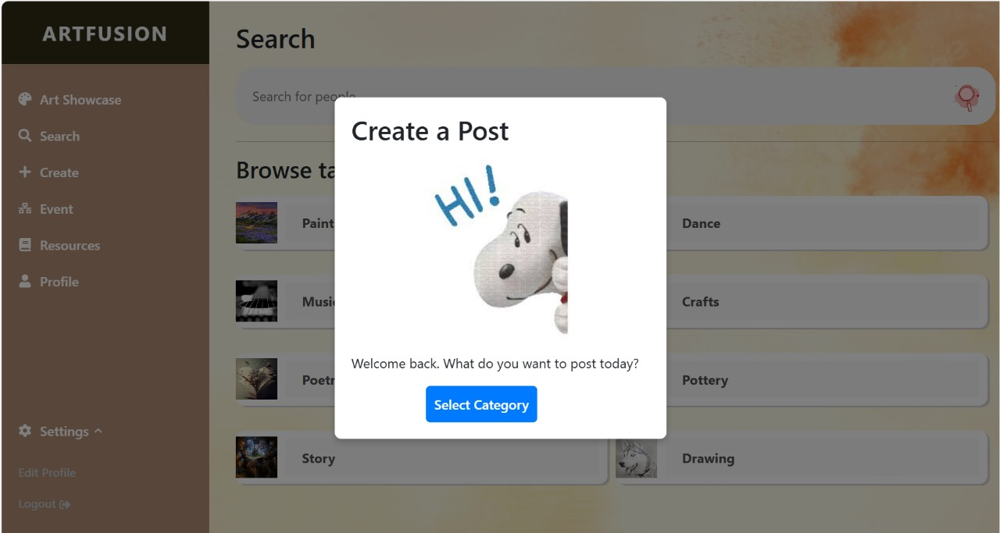 ARTFUSION
Art Showcase
Search
Create
Event
Resources
Profile
Settings
Edit Profile
Logout
Search
Search for people
Browse ta
Paint
Dance
Musi
Crafts
Poetr
Pottery
Story
Drawing
Create a Post
HI!
Welcome back. What do you want to post today?
Select Category